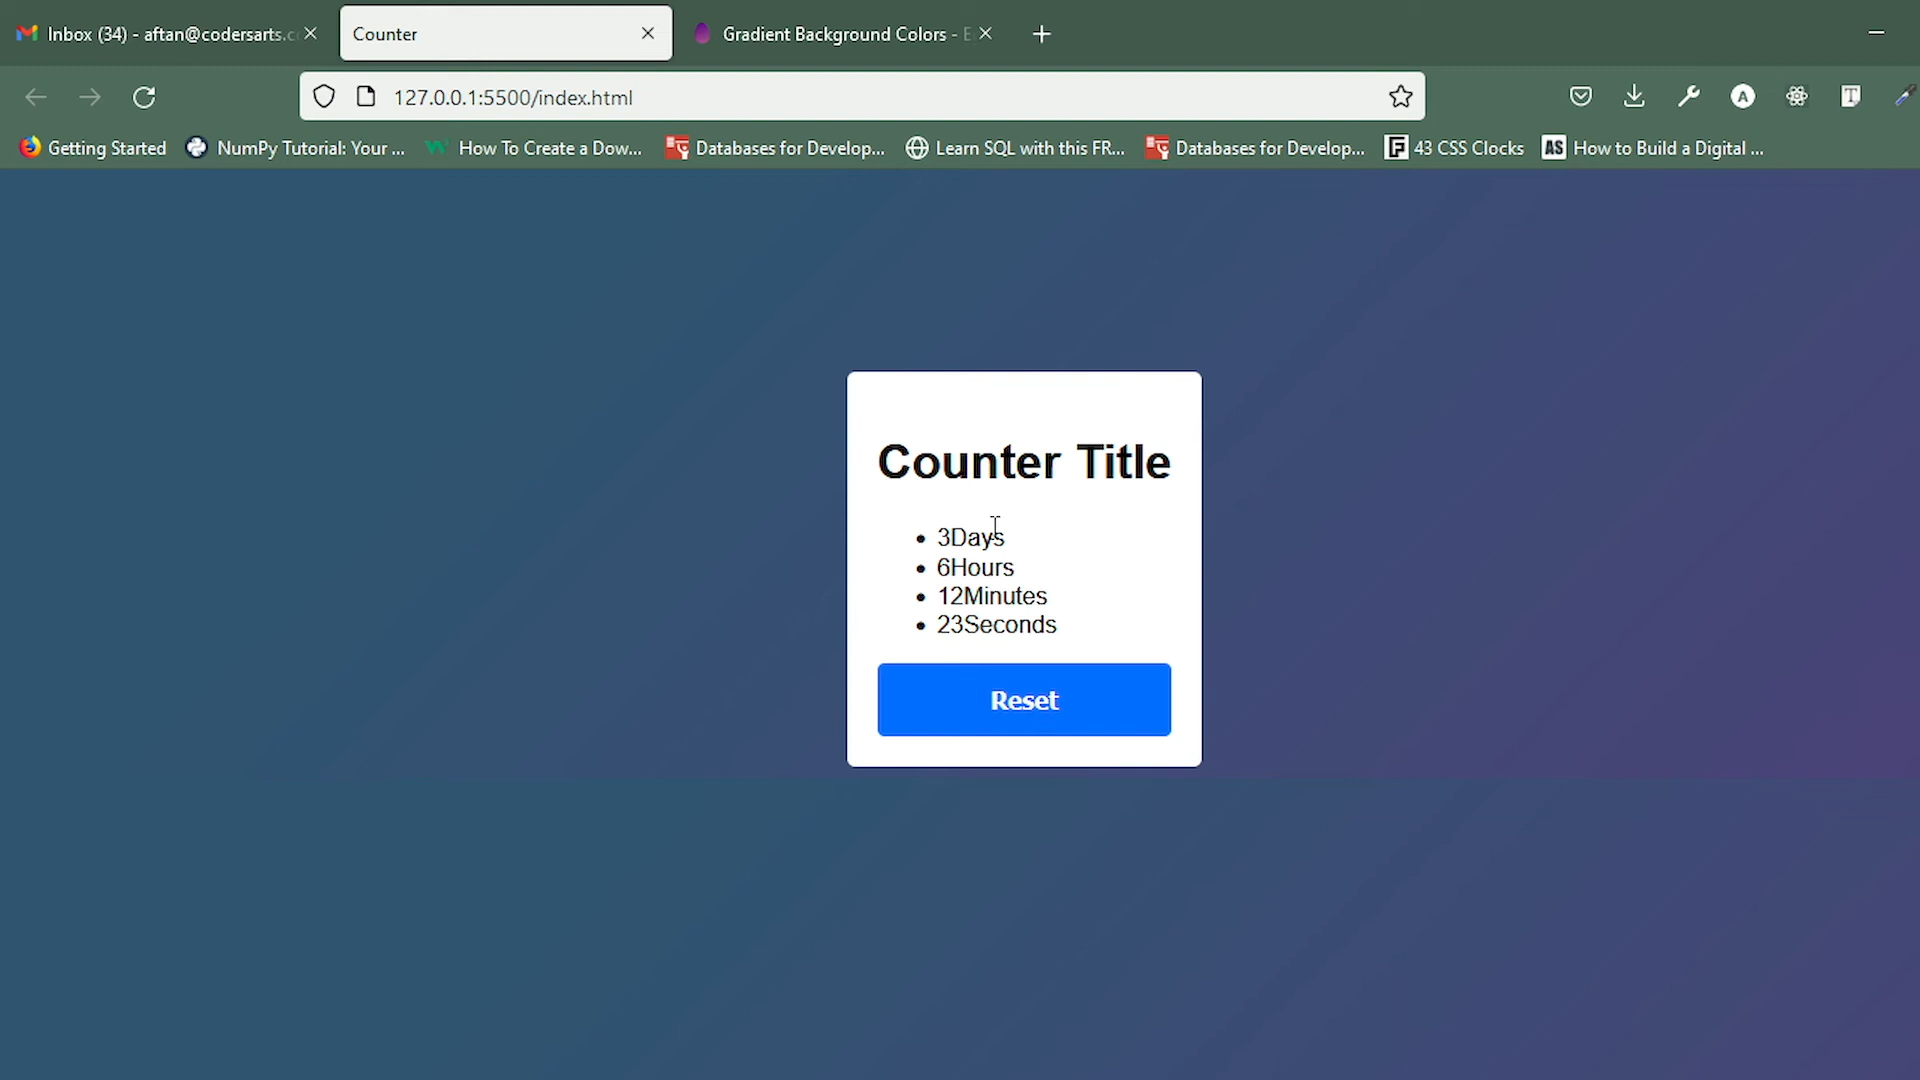 Inbox (34) - aftan@codersarts.c
Counter
Gradient Background Colors - E
127.0.0.1:5500/index.html
A
T
Getting Started
NumPy Tutorial: Your ...
How To Create a Dow...
Databases for Develop...
Learn SQL with this FR...
Databases for Develop...
F
43 CSS Clocks
AS
How to Build a Digital ...
Counter Title
3Days
6Hours
12Minutes
23Seconds
Reset